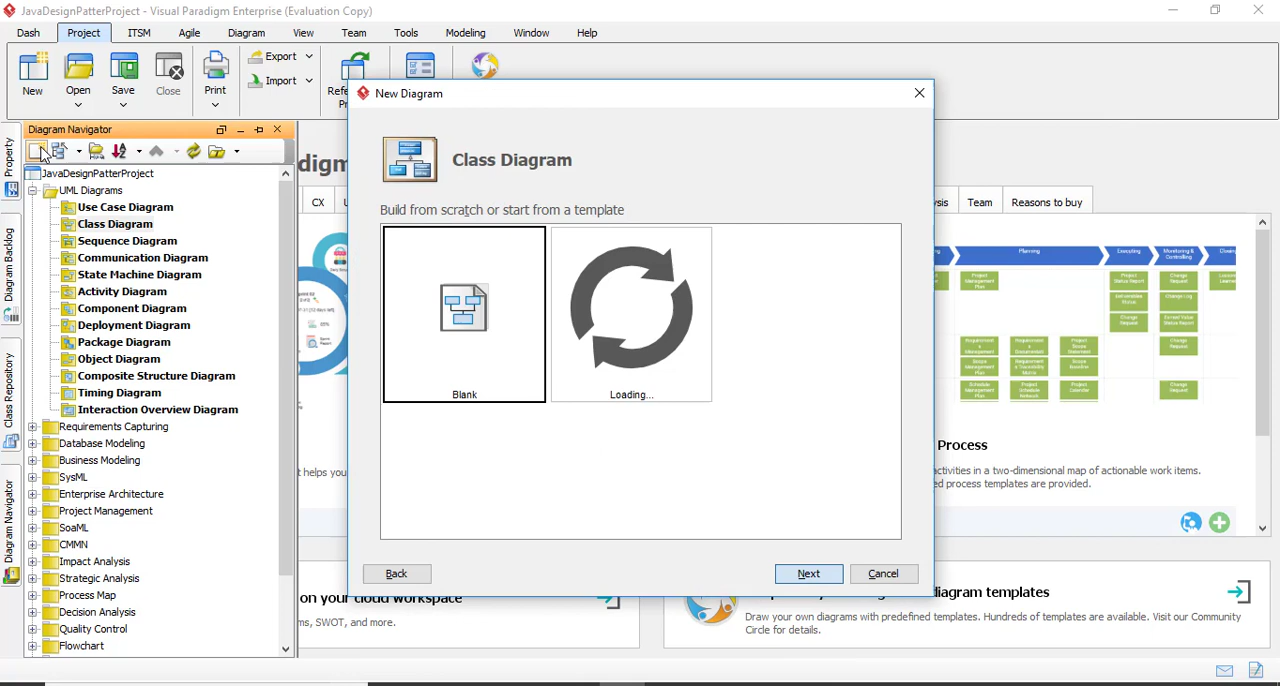 JavaDesignPatterProject - Visual Paradigm Enterprise (Evaluation Copy)
Dash
Project
ITSM
Agile
Diagram
View
Team
Tools
Modeling
Window
Help
New
Open
Save
Close
Print
Export
Import
New Diagram
Class Diagram
Build from scratch or start from a template
Blank
Loading...
Back
Next
Cancel
Property
Diagram Backlog
Class Repository
Diagram Navigator
Diagram Navigator
JavaDesignPatterProject
UML Diagrams
Use Case Diagram
Class Diagram
Sequence Diagram
Communication Diagram
State Machine Diagram
Activity Diagram
Component Diagram
Deployment Diagram
Package Diagram
Object Diagram
Composite Structure Diagram
Timing Diagram
Interaction Overview Diagram
Requirements Capturing
Database Modeling
Business Modeling
SysML
Enterprise Architecture
Project Management
SoaML
CMMN
Impact Analysis
Strategic Analysis
Process Map
Decision Analysis
Quality Control
Flowchart
CX
Team
Reasons to buy
Planning
Executing
Monitoring & Controlling
Process
activities in a two-dimensional map of actionable work items.
ed process templates are provided.
t helps you
on your cloud workspace
ms, SWOT, and more.
diagram templates
Draw your own diagrams with predefined templates. Hundreds of templates are available. Visit our Community
Circle for details.